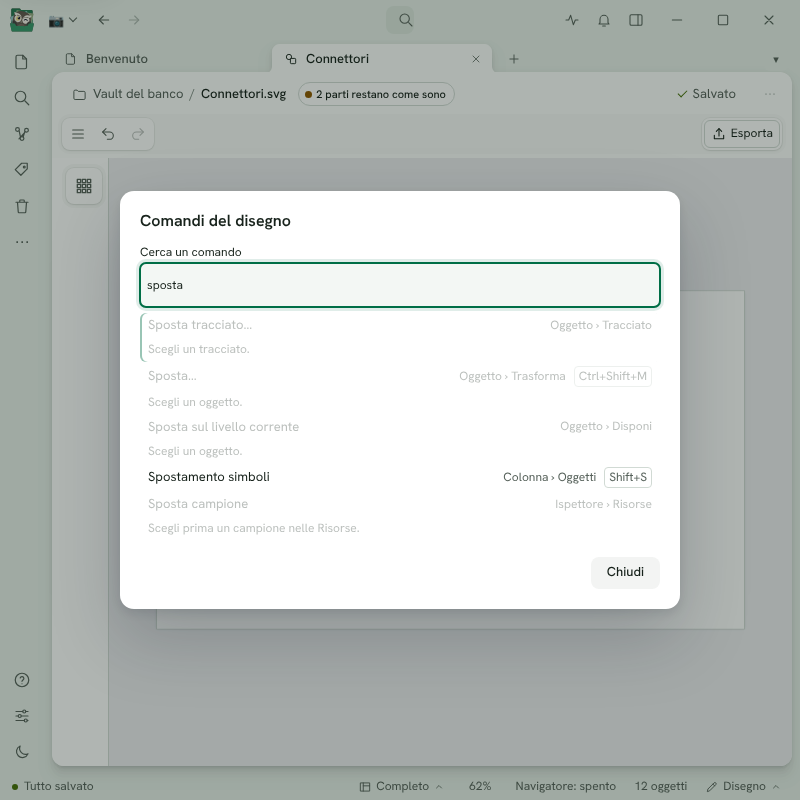 Benvenuto
Connettori
Vault del banco / Connettori.svg
2 parti restano come sono
Salvato
Esporta
Comandi del disegno
Cerca un comando
sposta
Sposta tracciato... Oggetto › Tracciato
Scegli un tracciato.
Sposta... Oggetto › Trasforma Ctrl+Shift+M
Scegli un oggetto.
Sposta sul livello corrente Oggetto › Disponi
Scegli un oggetto.
Spostamento simboli Colonna › Oggetti Shift+S
Sposta campione Ispettore › Risorse
Scegli prima un campione nelle Risorse.
Chiudi
Tutto salvato Completo 62% Navigatore: spento 12 oggetti Disegno